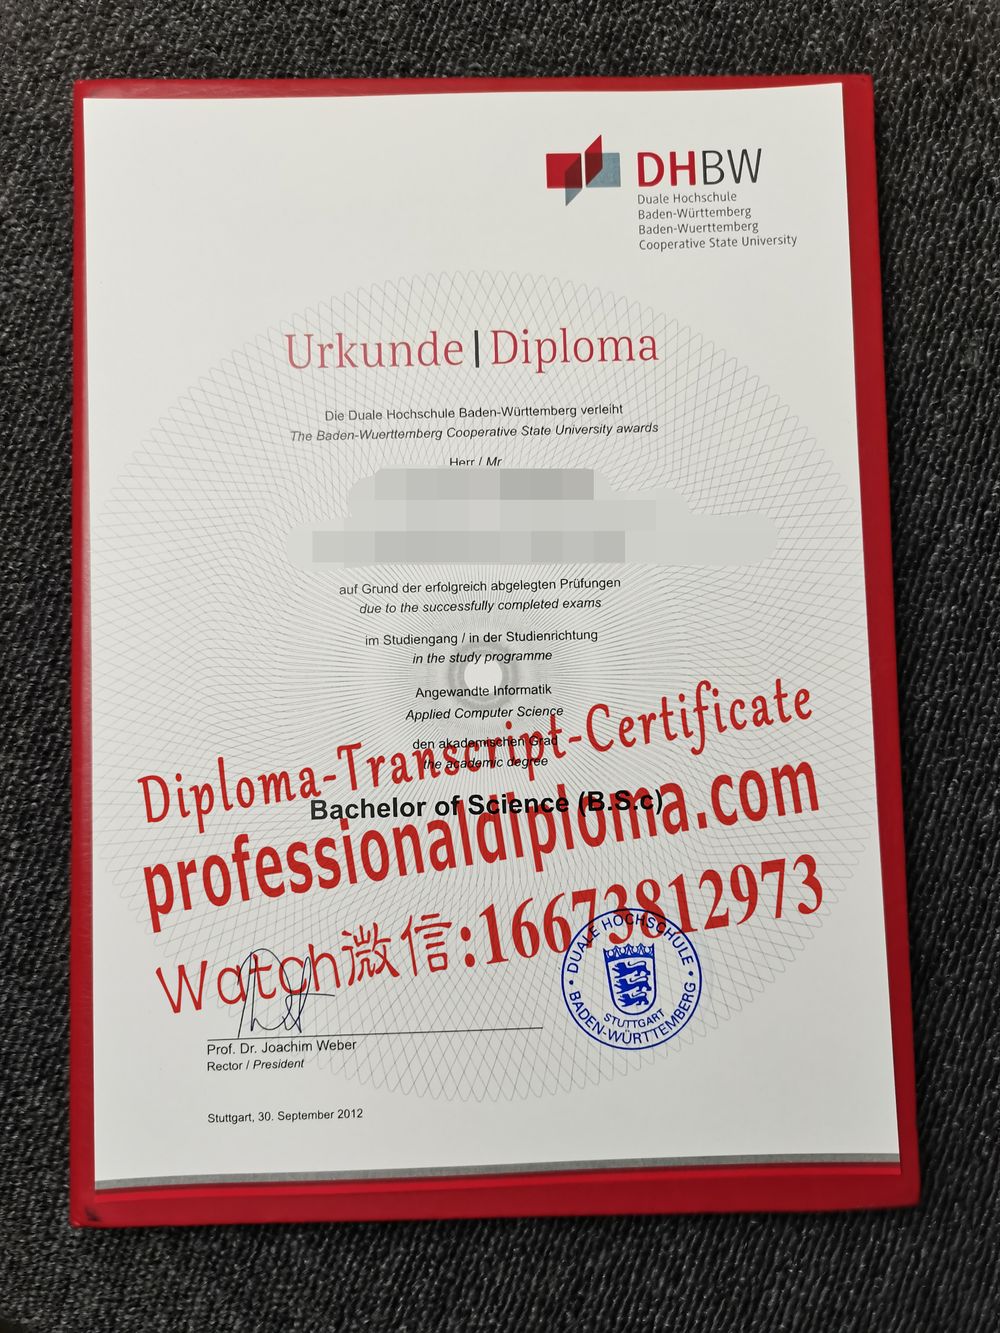 DHBW
Duale Hochschule
Baden-Württemberg
Baden-Wuerttemberg
Cooperative State University
Urkunde | Diploma
Die Duale Hochschule Baden-Württemberg verleiht
The Baden-Wuerttemberg Cooperative State University awards
Herr / Mr
auf Grund der erfolgreich abgelegten Prüfungen
due to the successfully completed exams
im Studiengang / in der Studienrichtung
in the study programme
Angewandte Informatik
Applied Computer Science
den akademischen Grad
the academic degree
Diploma-Transcript-Certificate
Bachelor of Science (B.S.c)
professionaldiploma.com
Watch微信:16673812973
DUALE HOCHSCHULE
BADEN-WÜRTTEMBERG
STUTTGART
Prof. Dr. Joachim Weber
Rector / President
Stuttgart, 30. September 2012